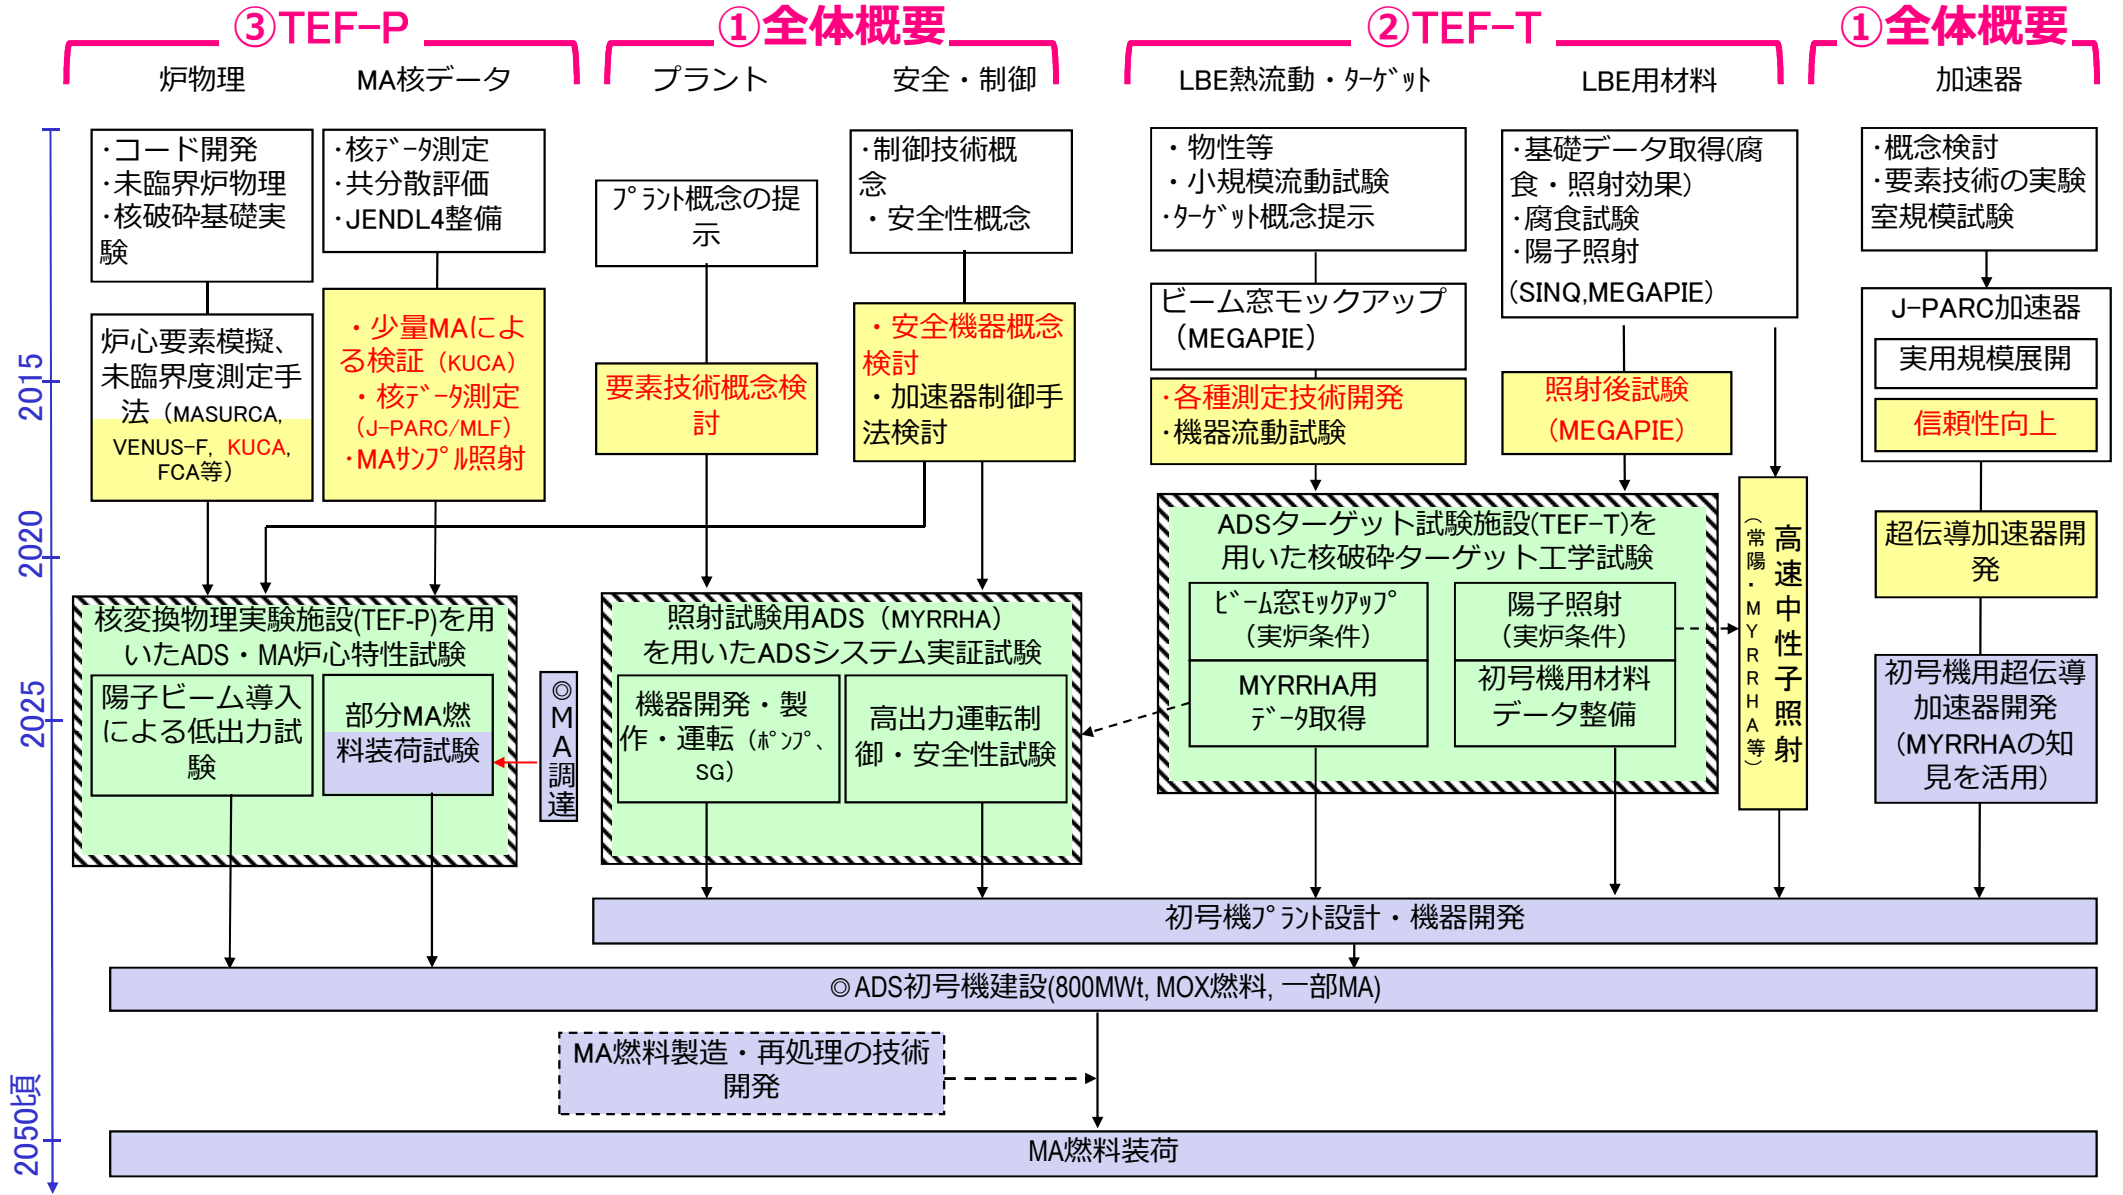 ③TEF-P
①全体概要
②TEF-T
①全体概要
炉物理
MA核データ
プラント
安全・制御
LBE熱流動・ﾀｰｹﾞｯﾄ
LBE用材料
加速器
2015
2020
2025
2050頃
･コード開発
･未臨界炉物理
･核破砕基礎実
験
炉心要素模擬、
未臨界度測定手
法（MASURCA,
VENUS-F, KUCA,
FCA等）
･核ﾃﾞｰﾀ測定
･共分散評価
･JENDL4整備
・少量MAによ
る検証（KUCA）
・核ﾃﾞｰﾀ測定
（J-PARC/MLF）
･MAｻﾝﾌﾟﾙ照射
ﾌﾟﾗﾝﾄ概念の提
示
要素技術概念検
討
･制御技術概
念
・安全性概念
・安全機器概念
検討
・加速器制御手
法検討
・物性等
・小規模流動試験
･ﾀｰｹﾞｯﾄ概念提示
ビーム窓モックアップ
（MEGAPIE）
･各種測定技術開発
･機器流動試験
･基礎データ取得(腐
食・照射効果)
･腐食試験
･陽子照射
(SINQ,MEGAPIE)
照射後試験
（MEGAPIE）
･概念検討
･要素技術の実験
室規模試験
J-PARC加速器
実用規模展開
信頼性向上
超伝導加速器開
発
初号機用超伝導
加速器開発
（MYRRHAの知
見を活用）
核変換物理実験施設(TEF-P)を用
いたADS・MA炉心特性試験
陽子ビーム導入
による低出力試
験
部分MA燃
料装荷試験
◎MA調達
照射試験用ADS（MYRRHA）
を用いたADSシステム実証試験
機器開発・製
作・運転（ﾎﾟﾝﾌﾟ、
SG）
高出力運転制
御・安全性試験
ADSターゲット試験施設(TEF-T)を
用いた核破砕ターゲット工学試験
ﾋﾞｰﾑ窓ﾓｯｸｱｯﾌﾟ
（実炉条件）
MYRRHA用
ﾃﾞｰﾀ取得
陽子照射
（実炉条件）
初号機用材料
データ整備
高速中性子照射
（常陽・MYRRHA等）
初号機ﾌﾟﾗﾝﾄ設計・機器開発
◎ADS初号機建設(800MWt, MOX燃料, 一部MA)
MA燃料製造・再処理の技術
開発
MA燃料装荷